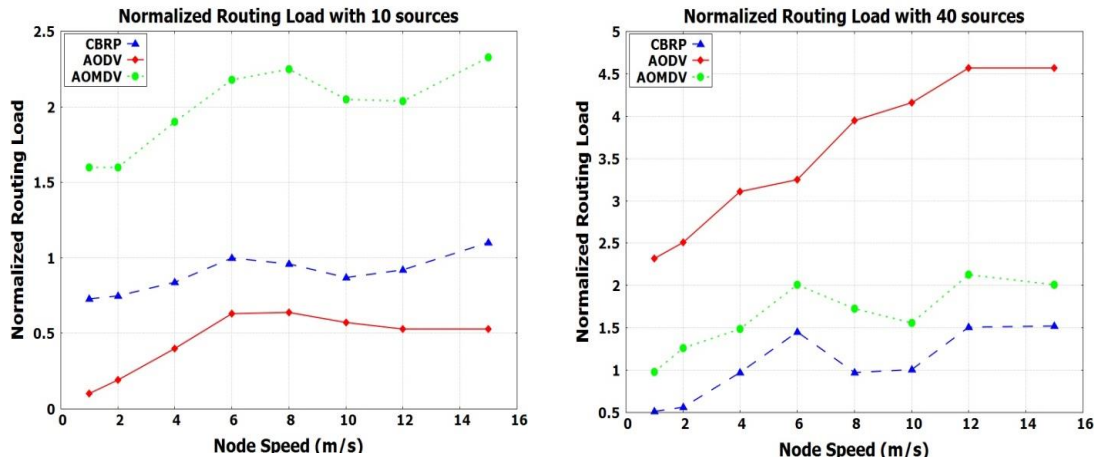 Normalized Routing Load with 10 sources
CBRP
AODV
AOMDV
Normalized Routing Load
2.5
2
1.5
1
0.5
0
0 2 4 6 8 10 12 14 16
Node Speed (m/s)
Normalized Routing Load with 40 sources
CBRP
AODV
AOMDV
Normalized Routing Load
5
4.5
4
3.5
3
2.5
2
1.5
1
0.5
0 2 4 6 8 10 12 14 16
Node Speed (m/s)